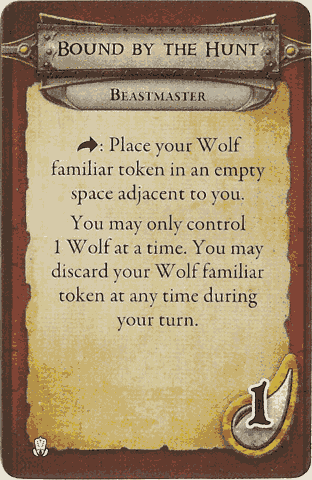 BOUND BY THE HUNT
BEASTMASTER
: Place your Wolf
familiar token in an empty
space adjacent to you.
You may only control
1 Wolf at a time. You may
discard your Wolf familiar
token at any time during
your turn.
1